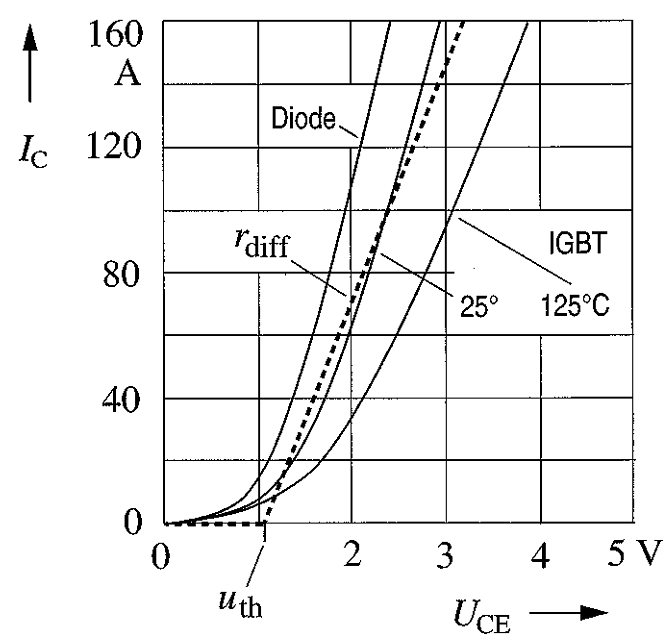 160
A
I_C
120
Diode
r_diff
IGBT
80
25°
125°C
40
0
0 1 2 3 4 5 V
u_th
U_CE